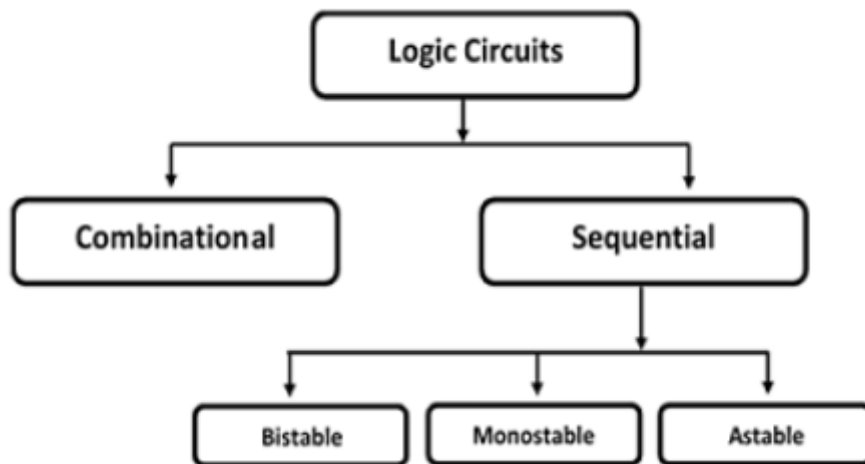 Logic Circuits
Combinational
Sequential
Bistable
Monostable
Astable